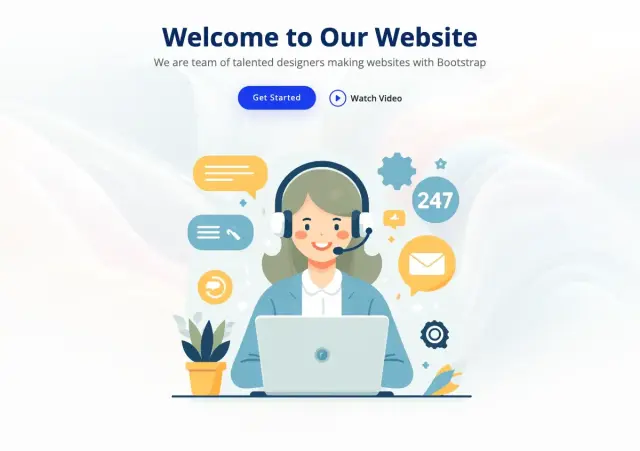 Welcome to Our Website
We are team of talented designers making websites with Bootstrap
Get Started
Watch Video
247